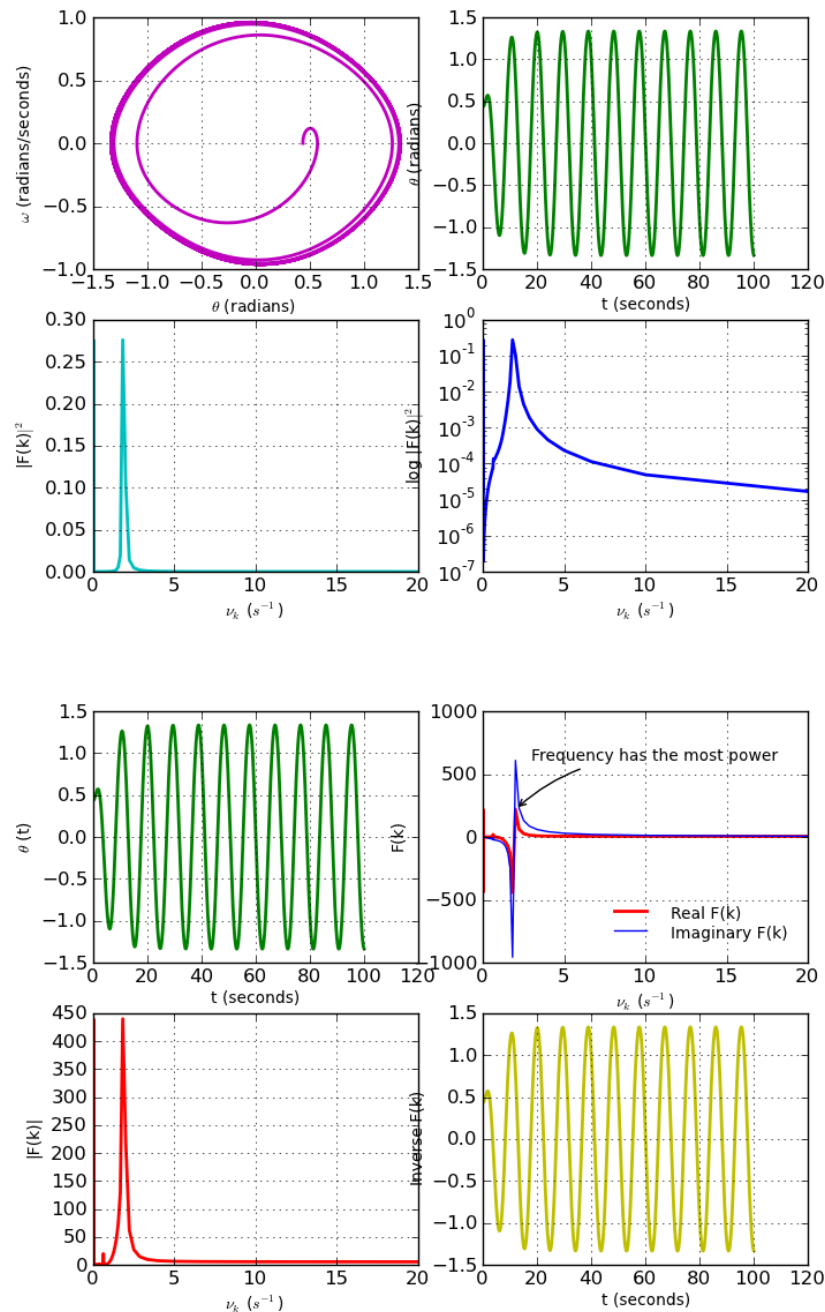 1.0
0.5
0.0
−0.5
−1.0
ω (radians/seconds)
−1.5 −1.0 −0.5 0.0 0.5 1.0 1.5
θ (radians)
1.5
1.0
0.5
0.0
−0.5
−1.0
−1.5
θ (radians)
0 20 40 60 80 100 120
t (seconds)
0.30
0.25
0.20
0.15
0.10
0.05
0.00
|F(k)|²
0 5 10 15 20
νₖ (s⁻¹)
10⁰
10⁻¹
10⁻²
10⁻³
10⁻⁴
10⁻⁵
10⁻⁶
10⁻⁷
log |F(k)|²
0 5 10 15 20
νₖ (s⁻¹)
1.5
1.0
0.5
0.0
−0.5
−1.0
−1.5
θ (t)
0 20 40 60 80 100 120
t (seconds)
1000
500
0
−500
−1000
F(k)
Frequency has the most power
Real F(k)
Imaginary F(k)
0 5 10 15 20
νₖ (s⁻¹)
450
400
350
300
250
200
150
100
50
0
|F(k)|
0 5 10 15 20
νₖ (s⁻¹)
1.5
1.0
0.5
0.0
−0.5
−1.0
−1.5
Inverse F(k)
0 20 40 60 80 100 120
t (seconds)